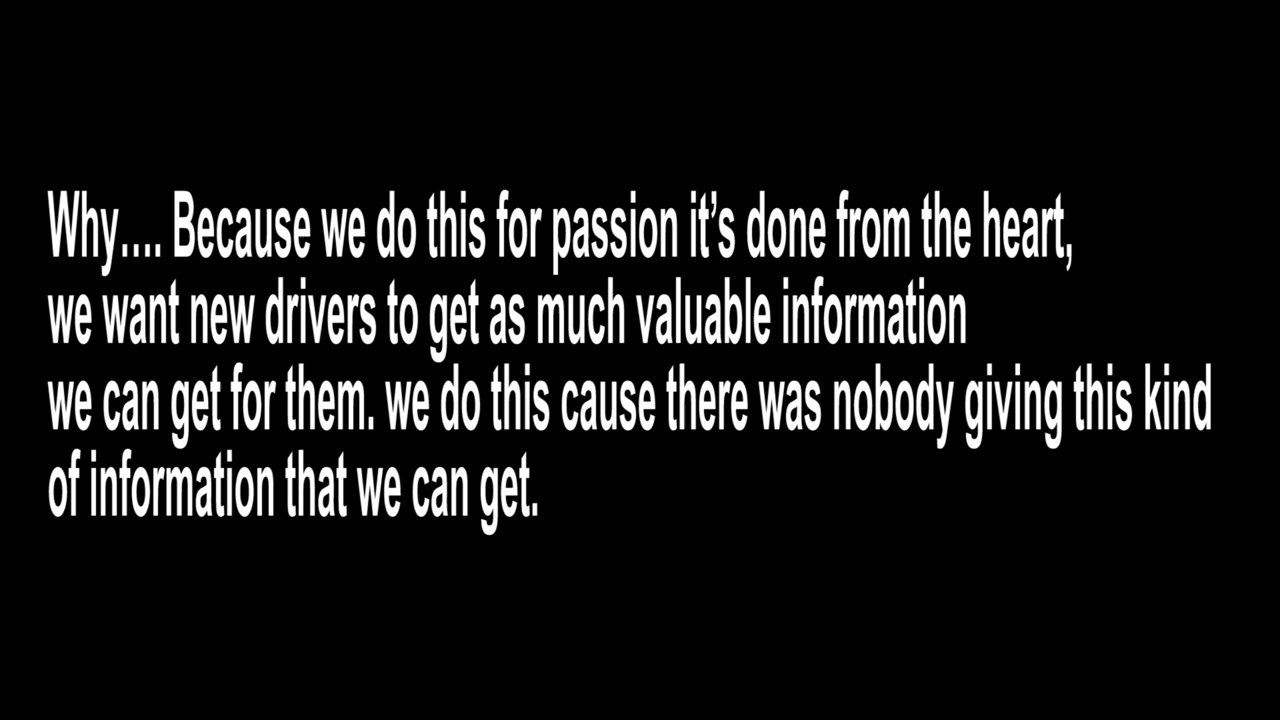 Why.... Because we do this for passion it’s done from the heart,
we want new drivers to get as much valuable information
we can get for them. we do this cause there was nobody giving this kind
of information that we can get.